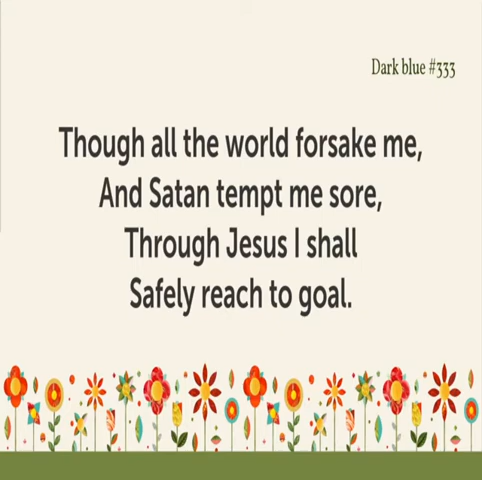 Dark blue #333
Though all the world forsake me,
And Satan tempt me sore,
Through Jesus I shall
Safely reach to goal.